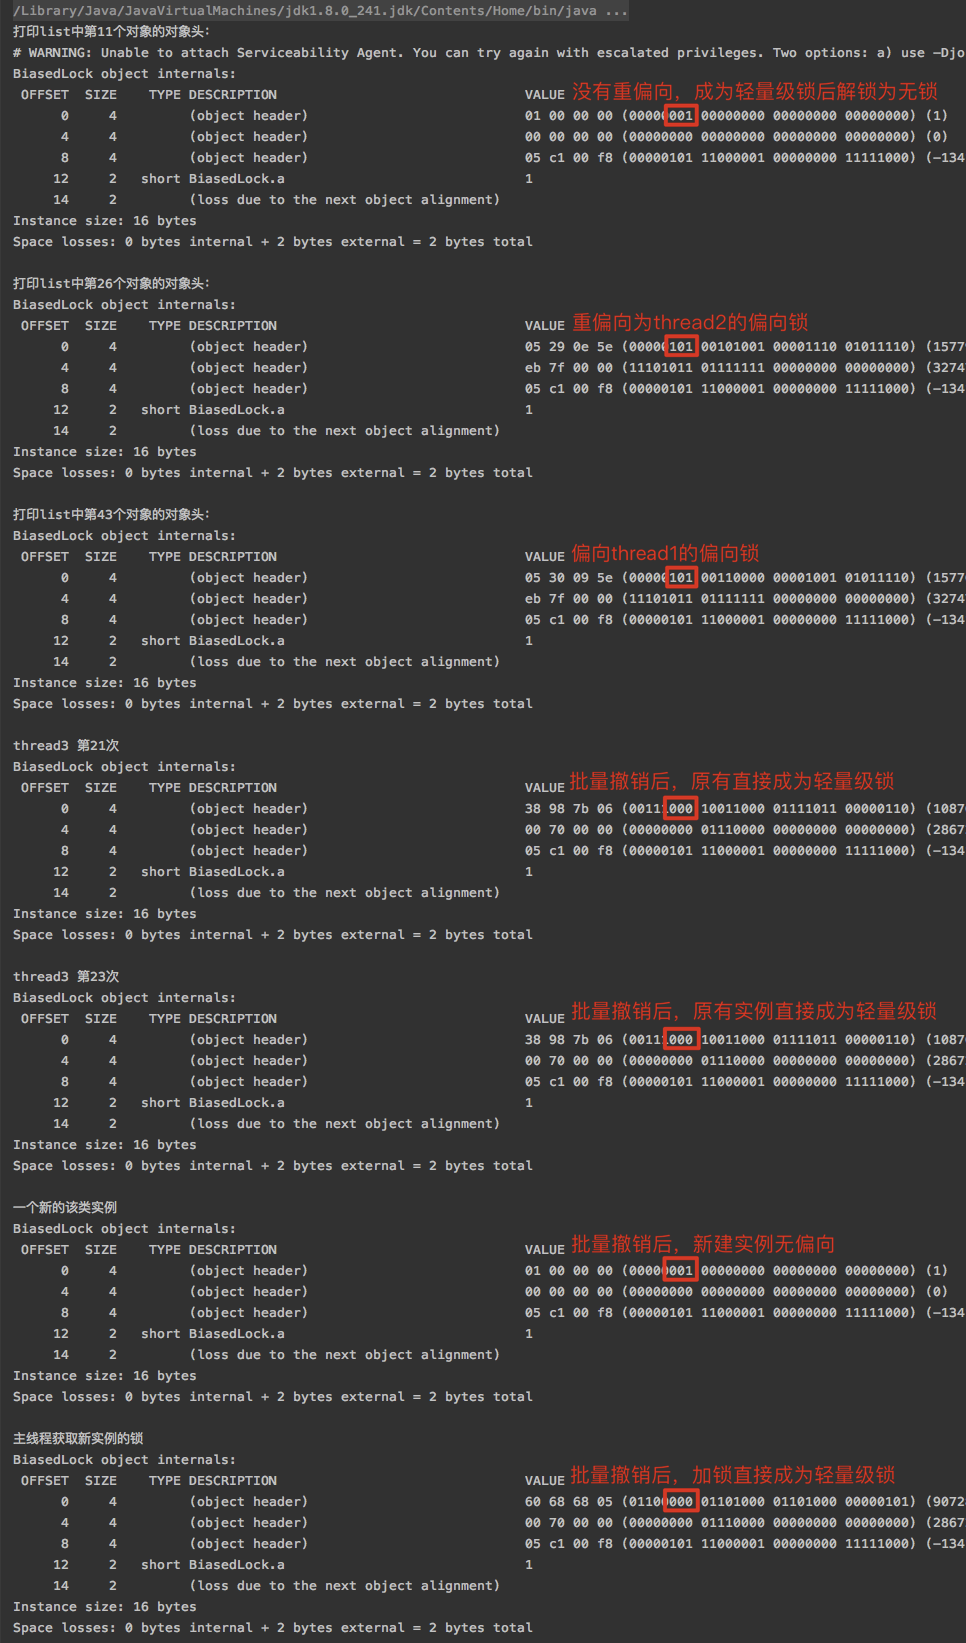 /Library/Java/JavaVirtualMachines/jdk1.8.0_241.jdk/Contents/Home/bin/java ...
打印list中第11个对象的对象头:
# WARNING: Unable to attach Serviceability Agent. You can try again with escalated privileges. Two options: a) use -Djo
BiasedLock object internals:
OFFSET SIZE TYPE DESCRIPTION VALUE 没有重偏向，成为轻量级锁后解锁为无锁
0 4 (object header) 01 00 00 00 (00000001 00000000 00000000 00000000) (1)
4 4 (object header) 00 00 00 00 (00000000 00000000 00000000 00000000) (0)
8 4 (object header) 05 c1 00 f8 (00000101 11000001 00000000 11111000) (-134
12 2 short BiasedLock.a 1
14 2 (loss due to the next object alignment)
Instance size: 16 bytes
Space losses: 0 bytes internal + 2 bytes external = 2 bytes total
打印list中第26个对象的对象头:
BiasedLock object internals:
OFFSET SIZE TYPE DESCRIPTION VALUE 重偏向为thread2的偏向锁
0 4 (object header) 05 29 0e 5e (00000101 00101001 00001110 01011110) (1577
4 4 (object header) eb 7f 00 00 (11101011 01111111 00000000 00000000) (3274
8 4 (object header) 05 c1 00 f8 (00000101 11000001 00000000 11111000) (-134
12 2 short BiasedLock.a 1
14 2 (loss due to the next object alignment)
Instance size: 16 bytes
Space losses: 0 bytes internal + 2 bytes external = 2 bytes total
打印list中第43个对象的对象头:
BiasedLock object internals:
OFFSET SIZE TYPE DESCRIPTION VALUE 偏向thread1的偏向锁
0 4 (object header) 05 30 09 5e (00000101 00110000 00001001 01011110) (1577
4 4 (object header) eb 7f 00 00 (11101011 01111111 00000000 00000000) (3274
8 4 (object header) 05 c1 00 f8 (00000101 11000001 00000000 11111000) (-134
12 2 short BiasedLock.a 1
14 2 (loss due to the next object alignment)
Instance size: 16 bytes
Space losses: 0 bytes internal + 2 bytes external = 2 bytes total
thread3 第21次
BiasedLock object internals:
OFFSET SIZE TYPE DESCRIPTION VALUE 批量撤销后，原有直接成为轻量级锁
0 4 (object header) 38 98 7b 06 (00111000 10011000 01111011 00000110) (1087
4 4 (object header) 00 70 00 00 (00000000 01110000 00000000 00000000) (2867
8 4 (object header) 05 c1 00 f8 (00000101 11000001 00000000 11111000) (-134
12 2 short BiasedLock.a 1
14 2 (loss due to the next object alignment)
Instance size: 16 bytes
Space losses: 0 bytes internal + 2 bytes external = 2 bytes total
thread3 第23次
BiasedLock object internals:
OFFSET SIZE TYPE DESCRIPTION VALUE 批量撤销后，原有实例直接成为轻量级锁
0 4 (object header) 38 98 7b 06 (00111000 10011000 01111011 00000110) (1087
4 4 (object header) 00 70 00 00 (00000000 01110000 00000000 00000000) (2867
8 4 (object header) 05 c1 00 f8 (00000101 11000001 00000000 11111000) (-134
12 2 short BiasedLock.a 1
14 2 (loss due to the next object alignment)
Instance size: 16 bytes
Space losses: 0 bytes internal + 2 bytes external = 2 bytes total
一个新的该类实例
BiasedLock object internals:
OFFSET SIZE TYPE DESCRIPTION VALUE 批量撤销后，新建实例无偏向
0 4 (object header) 01 00 00 00 (00000001 00000000 00000000 00000000) (1)
4 4 (object header) 00 00 00 00 (00000000 00000000 00000000 00000000) (0)
8 4 (object header) 05 c1 00 f8 (00000101 11000001 00000000 11111000) (-134
12 2 short BiasedLock.a 1
14 2 (loss due to the next object alignment)
Instance size: 16 bytes
Space losses: 0 bytes internal + 2 bytes external = 2 bytes total
主线程获取新实例的锁
BiasedLock object internals:
OFFSET SIZE TYPE DESCRIPTION VALUE 批量撤销后，加锁直接成为轻量级锁
0 4 (object header) 60 68 68 05 (01100000 01101000 01101000 00000101) (9072
4 4 (object header) 00 70 00 00 (00000000 01110000 00000000 00000000) (2867
8 4 (object header) 05 c1 00 f8 (00000101 11000001 00000000 11111000) (-134
12 2 short BiasedLock.a 1
14 2 (loss due to the next object alignment)
Instance size: 16 bytes
Space losses: 0 bytes internal + 2 bytes external = 2 bytes total